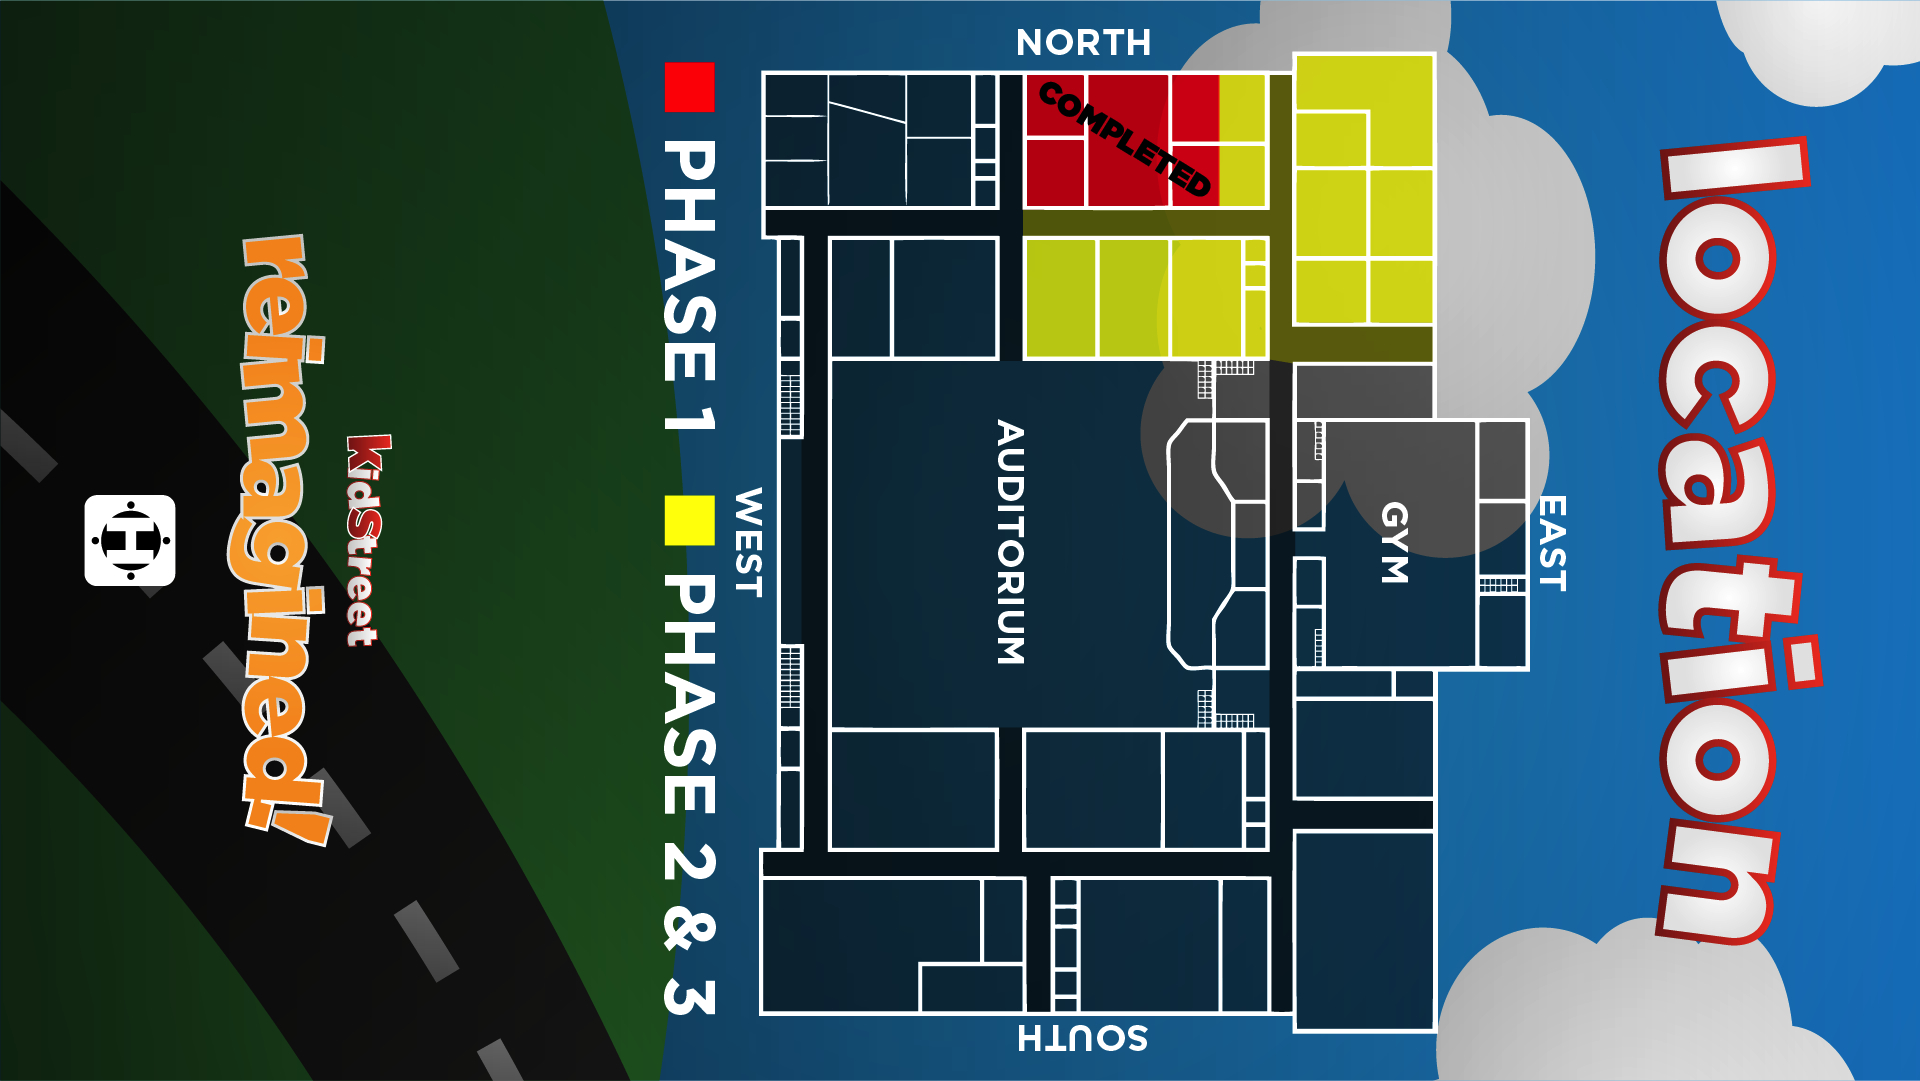 location
NORTH
COMPLETED
EAST
GYM
AUDITORIUM
WEST
SOUTH
PHASE 1
PHASE 2 & 3
KidStreet
reimagined!
H